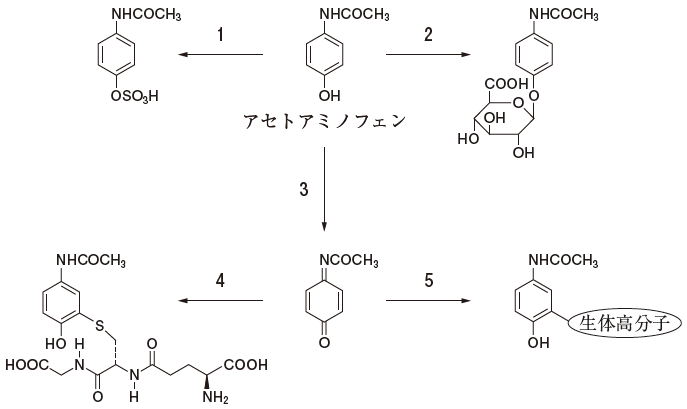 NHCOCH3
NHCOCH3
NHCOCH3
1
2
OSO3H
OH
COOH
O
O
OH
HO
OH
アセトアミノフェン
3
NHCOCH3
NCOCH3
NHCOCH3
4
5
S
HO
O
OH
生体高分子
HOOC
H
N
O
N
H
O
COOH
NH2